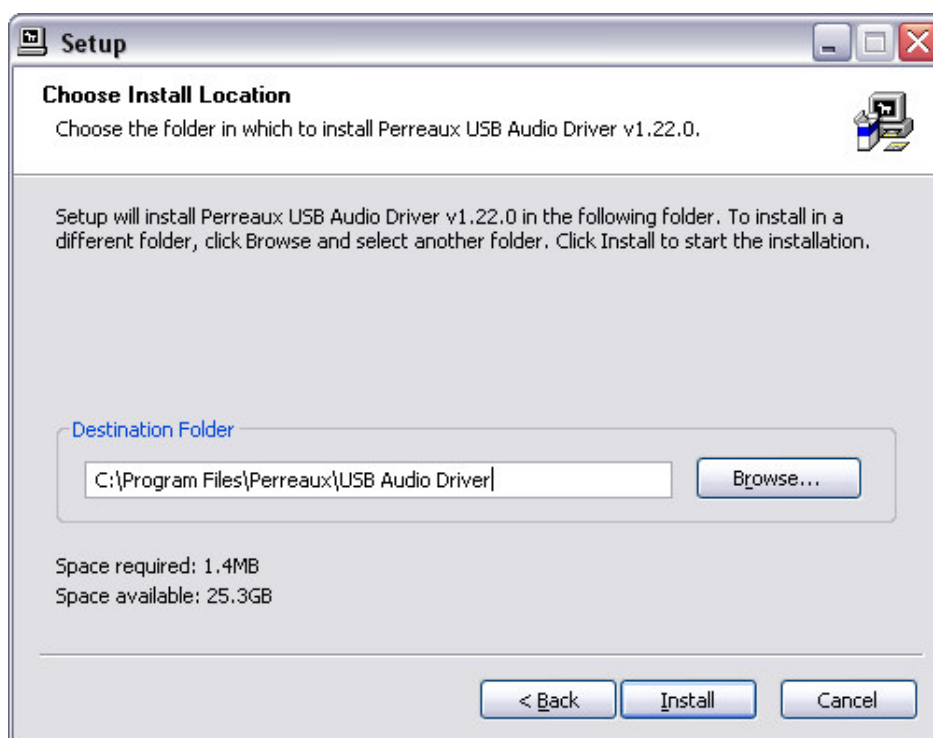 Setup
Choose Install Location
Choose the folder in which to install Perreaux USB Audio Driver v1.22.0.
Setup will install Perreaux USB Audio Driver v1.22.0 in the following folder. To install in a
different folder, click Browse and select another folder. Click Install to start the installation.
Destination Folder
C:\Program Files\Perreaux\USB Audio Driver
Browse...
Space required: 1.4MB
Space available: 25.3GB
< Back
Install
Cancel